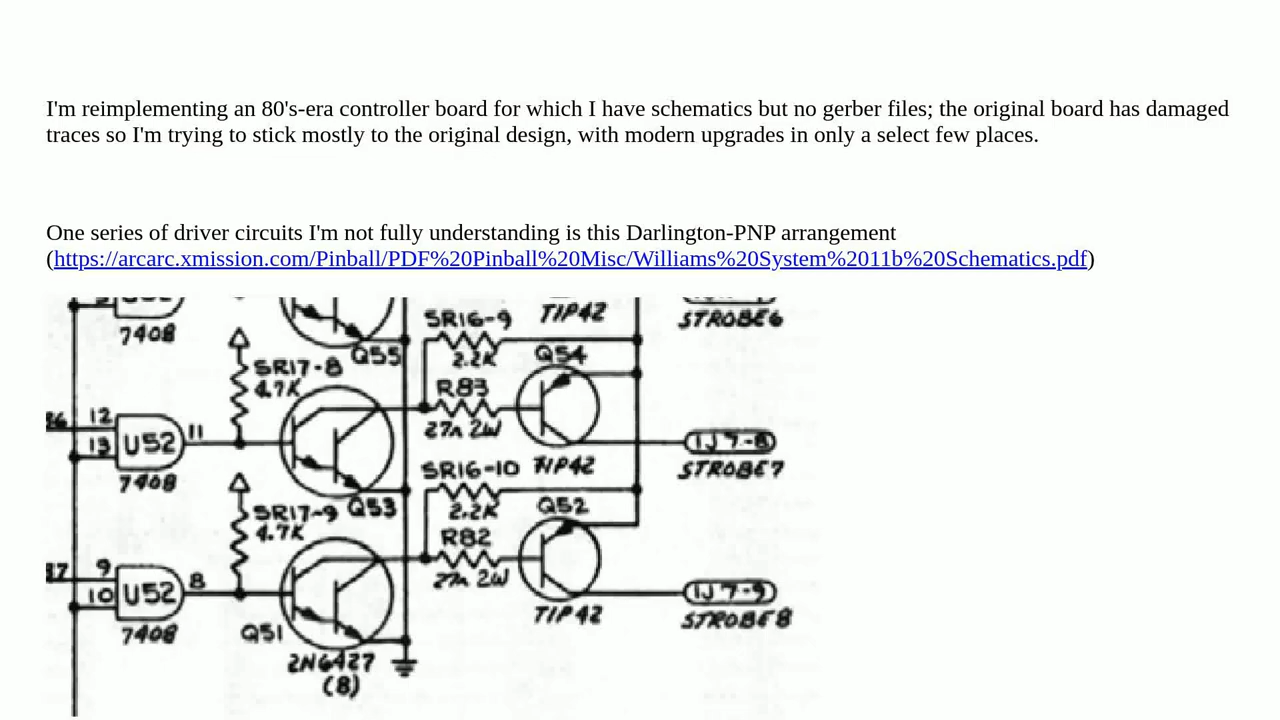 I'm reimplementing an 80's-era controller board for which I have schematics but no gerber files; the original board has damaged
traces so I'm trying to stick mostly to the original design, with modern upgrades in only a select few places.
One series of driver circuits I'm not fully understanding is this Darlington-PNP arrangement
(https://arcarc.xmission.com/Pinball/PDF%20Pinball%20Misc/Williams%20System%2011b%20Schematics.pdf)
7408
Q55
SR16-9
2.2K
TIP42
STROBE6
SR17-8
4.7K
R83
27Ω 2W
Q54
12
13
U52
11
7408
Q53
TIP42
1J7-8
STROBE7
SR16-10
2.2K
SR17-9
4.7K
R82
27Ω 2W
Q52
9
10
U52
8
7408
Q51
2N6427
(8)
TIP42
1J7-9
STROBE8